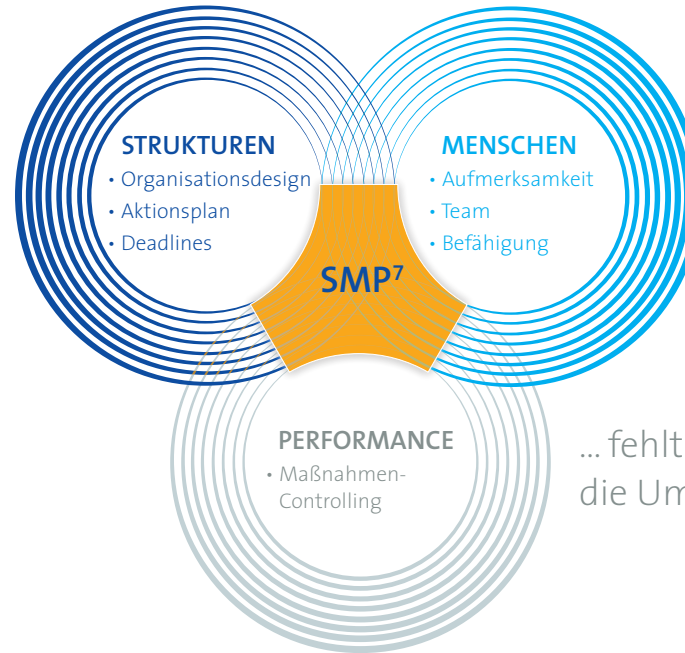 STRUKTUREN
• Organisationsdesign
• Aktionsplan
• Deadlines
MENSCHEN
• Aufmerksamkeit
• Team
• Befähigung
SMP⁷
PERFORMANCE
• Maßnahmen-
Controlling
... fehlt
die Um